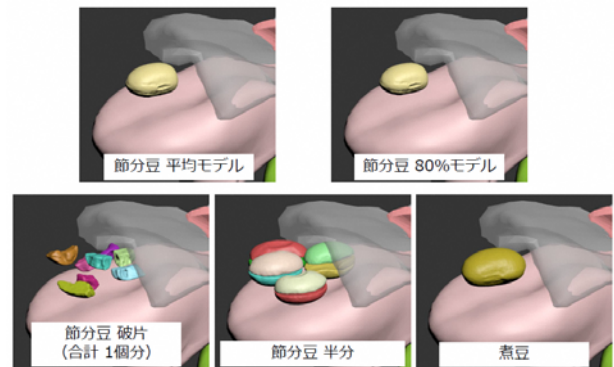 節分豆 平均モデル
節分豆 80%モデル
節分豆 破片
（合計 1個分）
節分豆 半分
煮豆